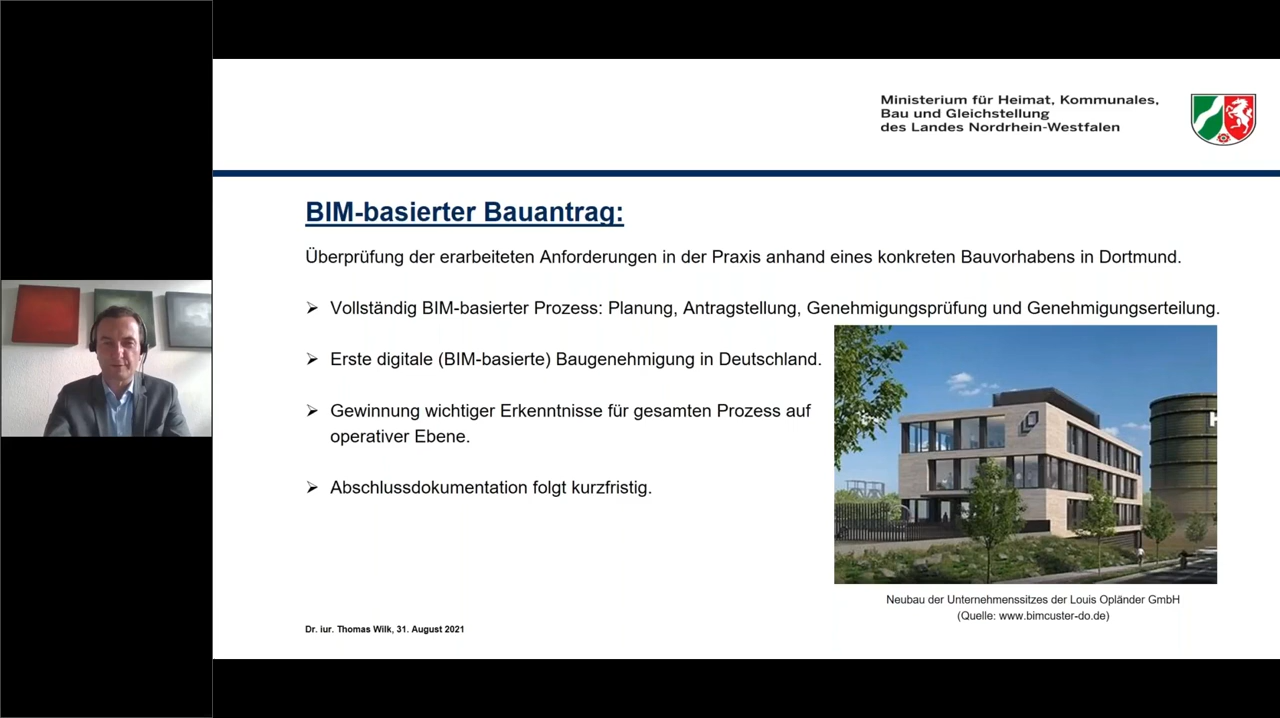 Ministerium für Heimat, Kommunales,
Bau und Gleichstellung
des Landes Nordrhein-Westfalen
BIM-basierter Bauantrag:
Überprüfung der erarbeiteten Anforderungen in der Praxis anhand eines konkreten Bauvorhabens in Dortmund.
➢ Vollständig BIM-basierter Prozess: Planung, Antragstellung, Genehmigungsprüfung und Genehmigungserteilung.
➢ Erste digitale (BIM-basierte) Baugenehmigung in Deutschland.
➢ Gewinnung wichtiger Erkenntnisse für gesamten Prozess auf
operativer Ebene.
➢ Abschlussdokumentation folgt kurzfristig.
H
Neubau der Unternehmenssitzes der Louis Opländer GmbH
(Quelle: www.bimcuster-do.de)
Dr. iur. Thomas Wilk, 31. August 2021